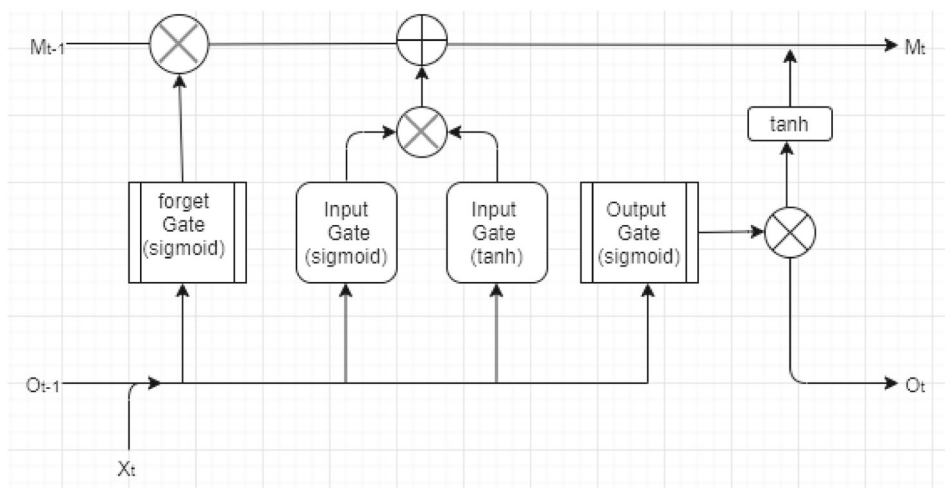 Mt-1
Mt
tanh
forget
Gate
(sigmoid)
Input
Gate
(sigmoid)
Input
Gate
(tanh)
Output
Gate
(sigmoid)
Ot-1
Ot
Xt